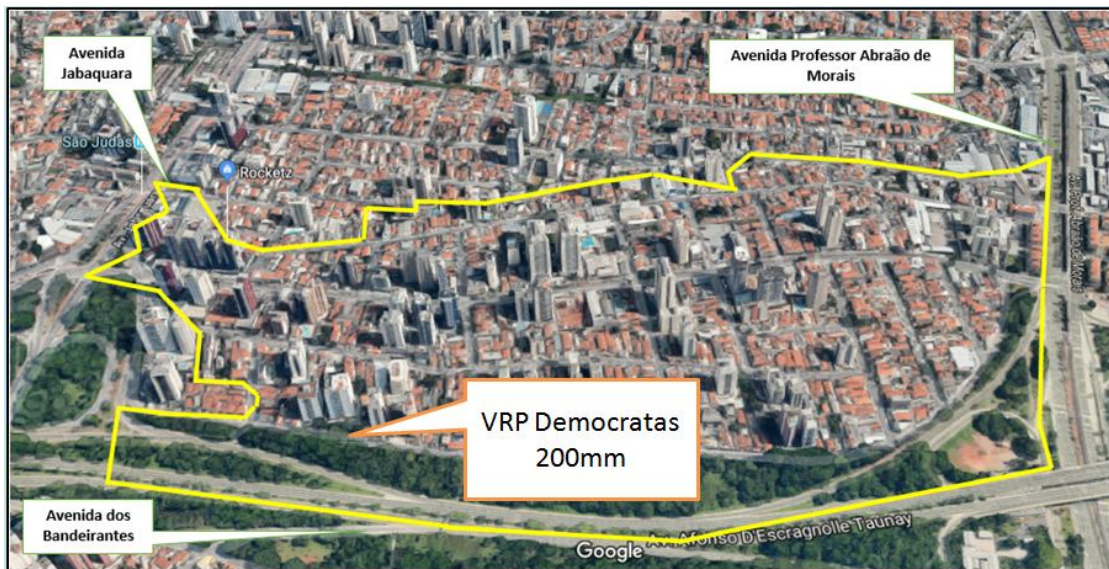 Avenida
Jabaquara
Avenida Professor Abraão de
Morais
São Judas
Rocketz
VRP Democratas
200mm
Avenida dos
Bandeirantes
Av. Afonso D'Escragnolle Taunay
Google